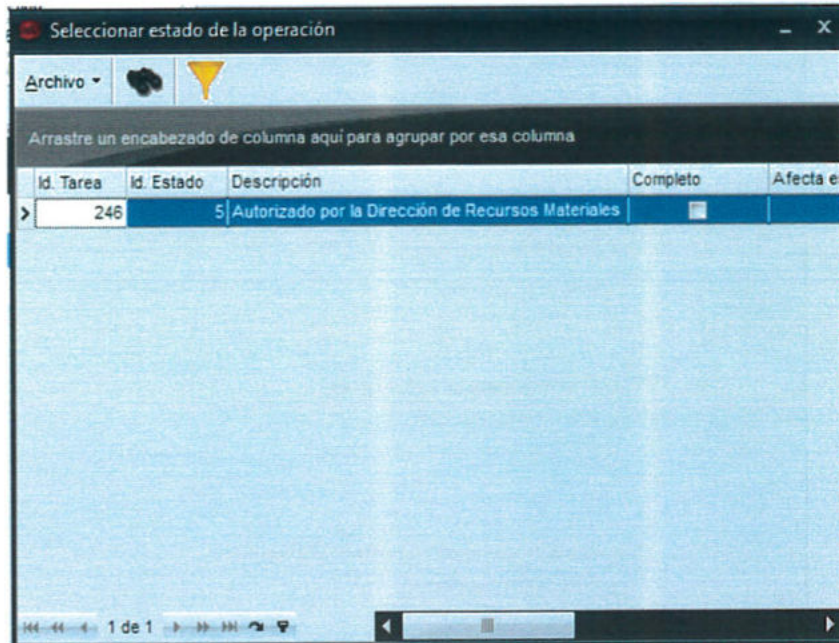 Seleccionar estado de la operación
Archivo
Arrastre un encabezado de columna aquí para agrupar por esa columna
Id. Tarea Id. Estado Descripción Completo Afecta e
246 5 Autorizado por la Dirección de Recursos Materiales
1 de 1